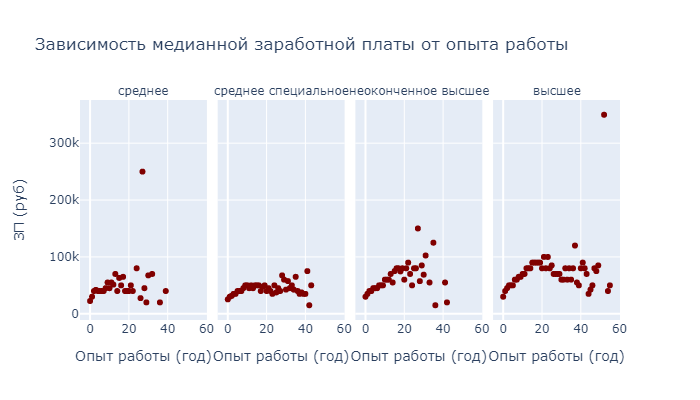 Зависимость медианной заработной платы от опыта работы
среднее
среднее специальное
неоконченное высшее
высшее
ЗП (руб)
300k
200k
100k
0
0 20 40 60
0 20 40 60
0 20 40 60
0 20 40 60
Опыт работы (год)
Опыт работы (год)
Опыт работы (год)
Опыт работы (год)